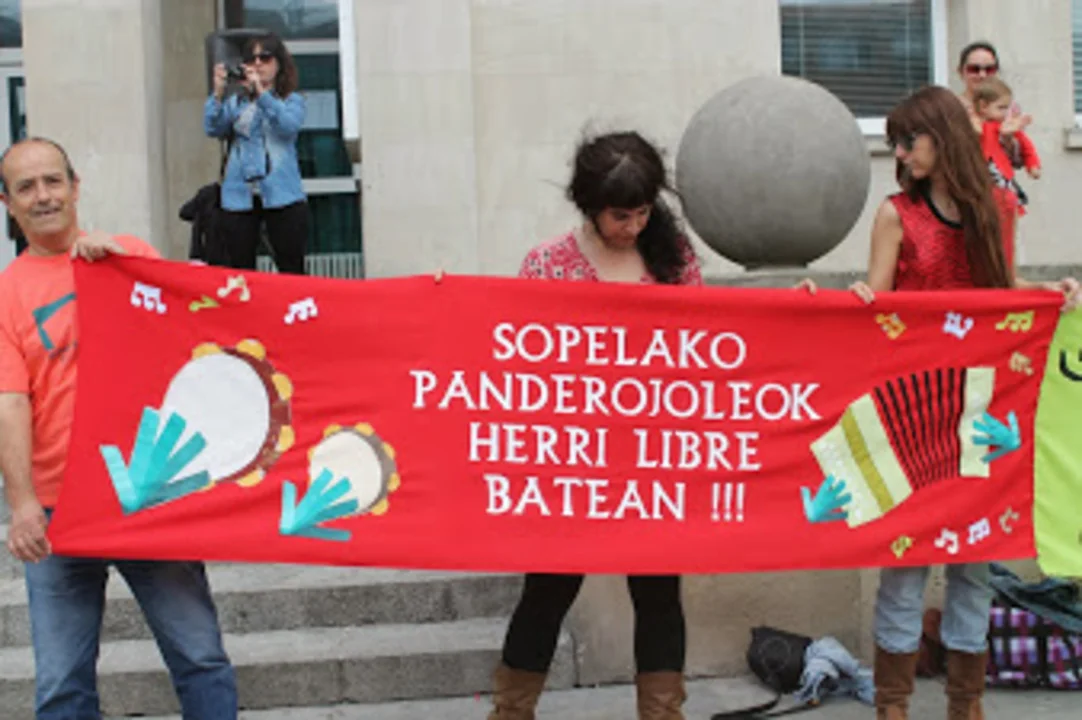 SOPELAKO
PANDEROJOLEOK
HERRI LIBRE
BATEAN !!!